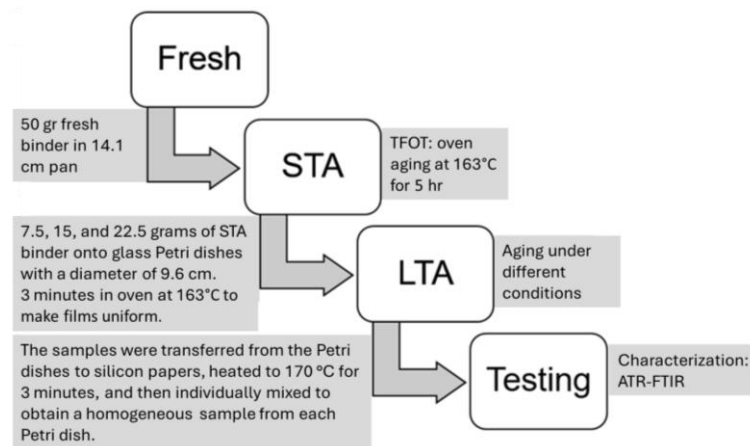 Fresh
50 gr fresh
binder in 14.1
cm pan
STA
TFOT: oven
aging at 163°C
for 5 hr
7.5, 15, and 22.5 grams of STA
binder onto glass Petri dishes
with a diameter of 9.6 cm.
3 minutes in oven at 163°C to
make films uniform.
LTA
Aging under
different
conditions
The samples were transferred from the Petri
dishes to silicon papers, heated to 170 ºC for
3 minutes, and then individually mixed to
obtain a homogeneous sample from each
Petri dish.
Testing
Characterization:
ATR-FTIR